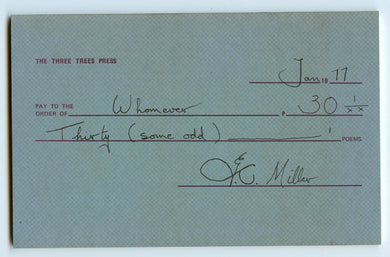 THE THREE TREES PRESS
Jan 19 77
PAY TO THE
ORDER OF Whomever P 30 1/xx
Thirty (some odd) POEMS
J.C. Miller